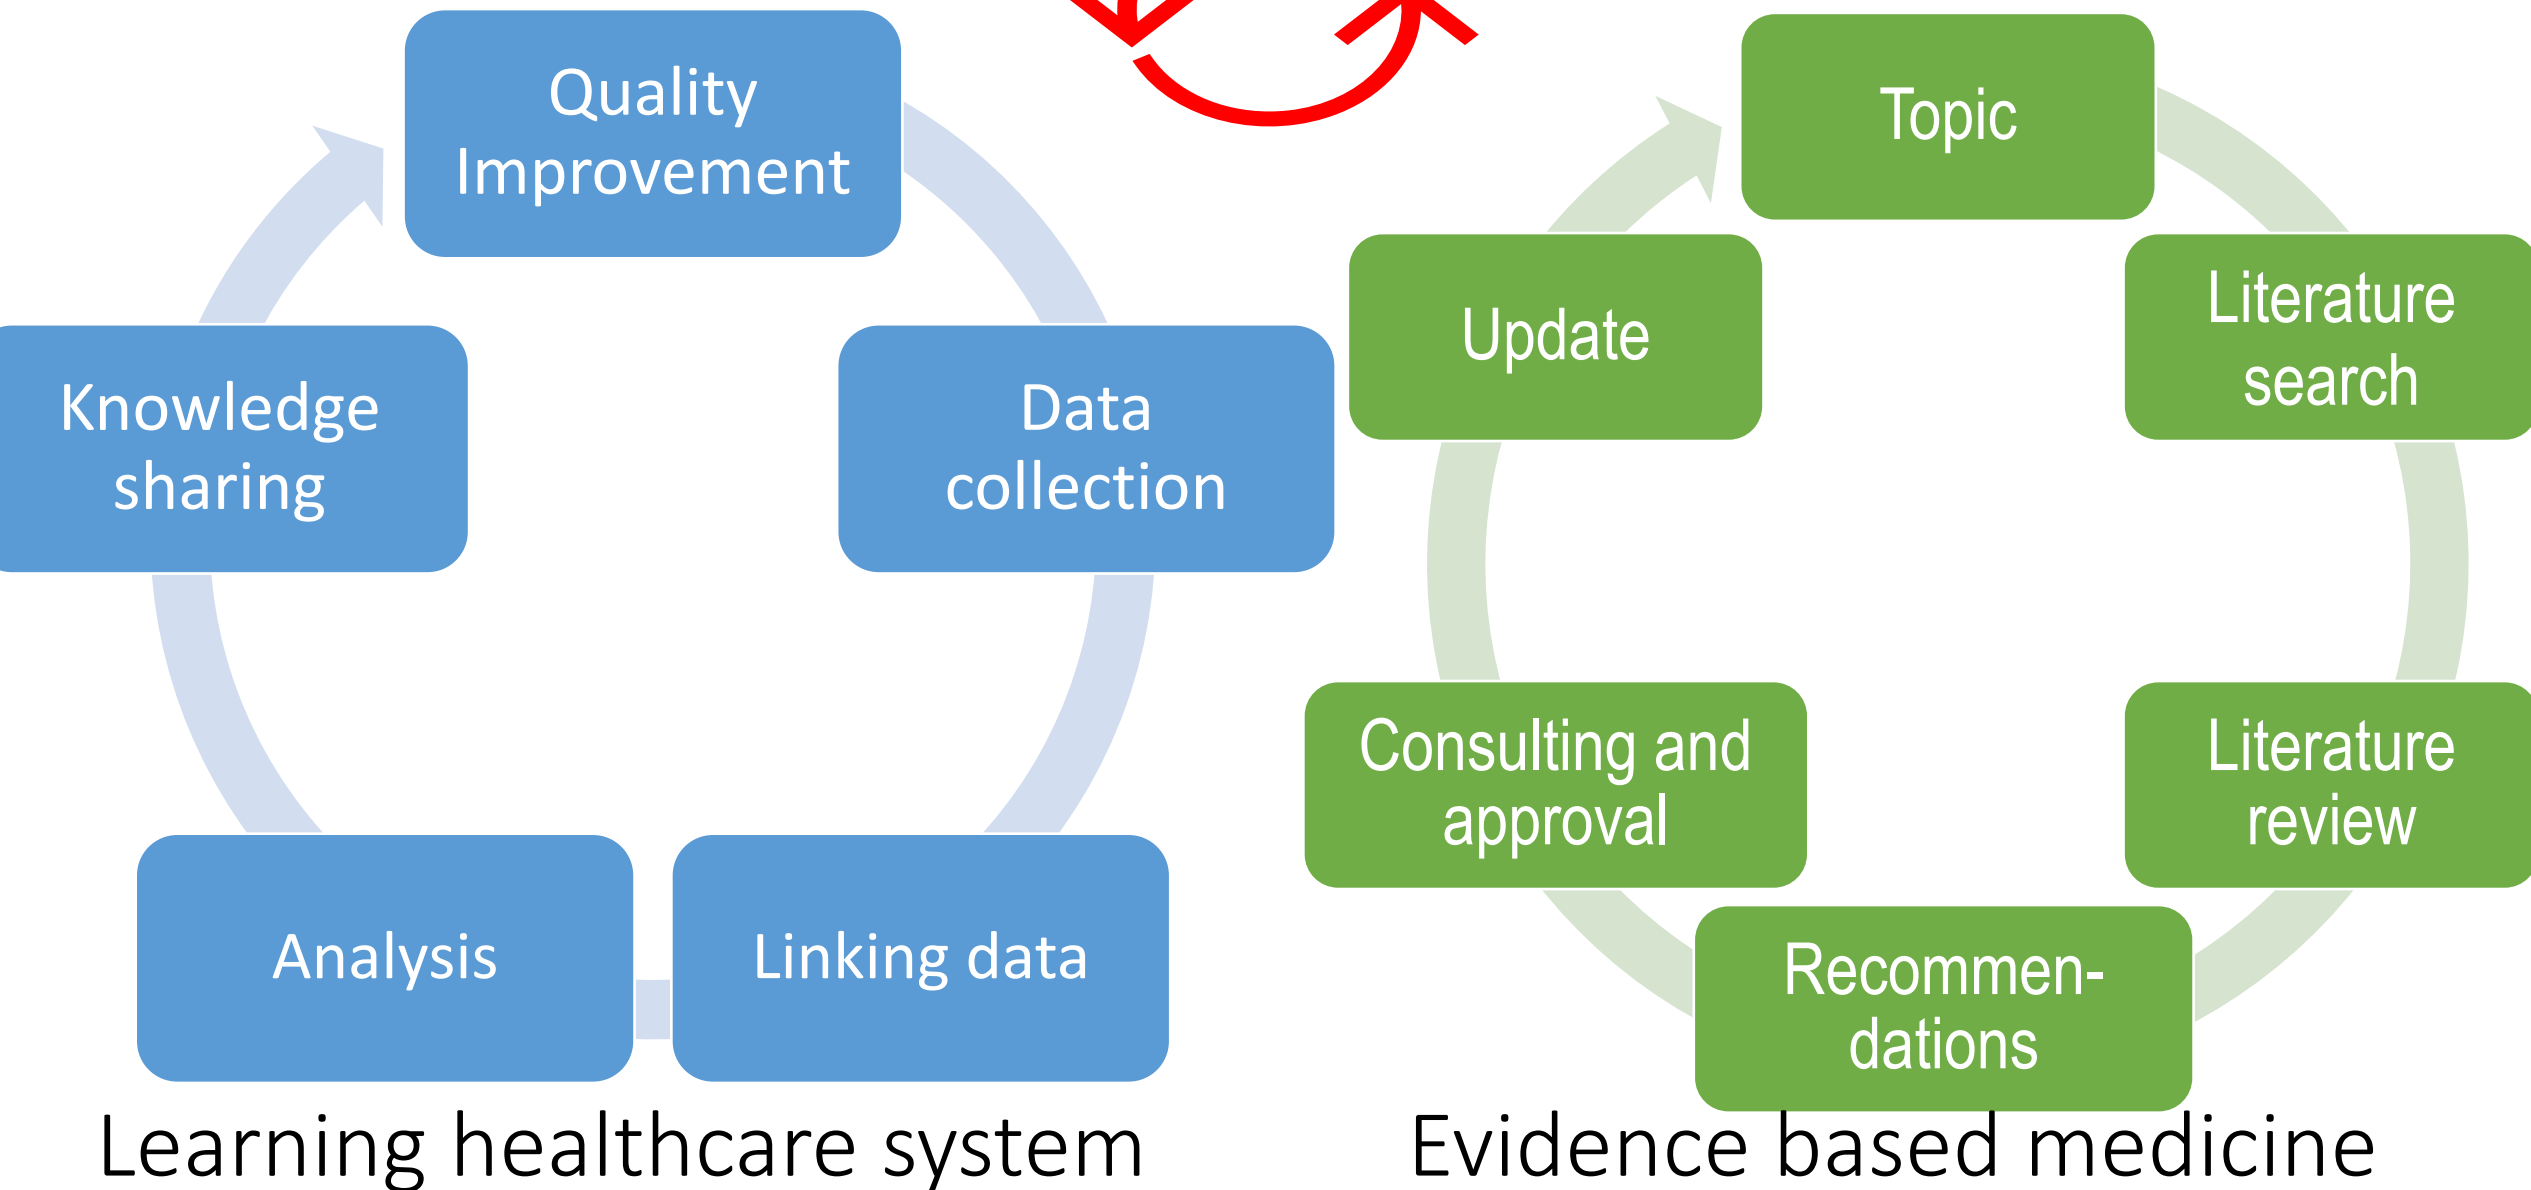 Quality
Improvement
Data
collection
Linking data
Analysis
Knowledge
sharing
Learning healthcare system
Topic
Literature
search
Literature
review
Recommen-
dations
Consulting and
approval
Update
Evidence based medicine